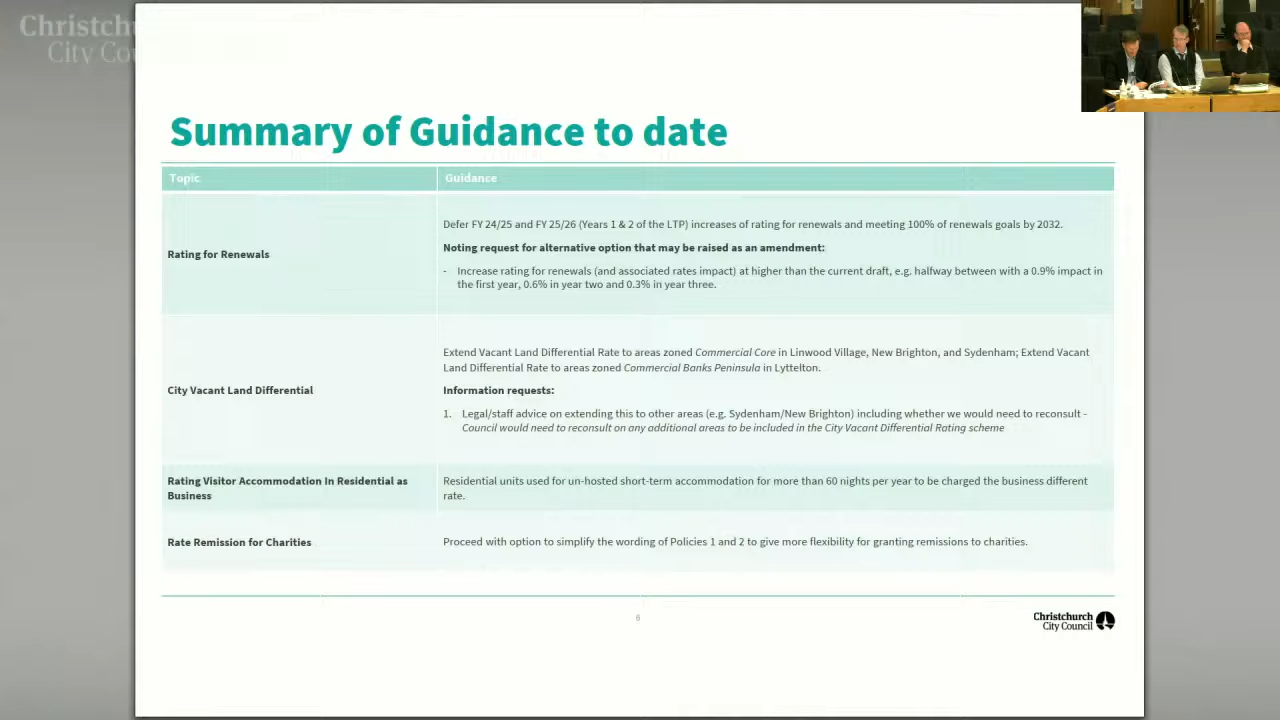 Christchu
City Cou
Summary of Guidance to date
Topic
Guidance
Rating for Renewals
Defer FY 24/25 and FY 25/26 (Years 1 & 2 of the LTP) increases of rating for renewals and meeting 100% of renewals goals by 2032.
Noting request for alternative option that may be raised as an amendment:
- Increase rating for renewals (and associated rates impact) at higher than the current draft, e.g. halfway between with a 0.9% impact in
the first year, 0.6% in year two and 0.3% in year three.
City Vacant Land Differential
Extend Vacant Land Differential Rate to areas zoned Commercial Core in Linwood Village, New Brighton, and Sydenham; Extend Vacant
Land Differential Rate to areas zoned Commercial Banks Peninsula in Lyttelton.
Information requests:
1. Legal/staff advice on extending this to other areas (e.g. Sydenham/New Brighton) including whether we would need to reconsult -
Council would need to reconsult on any additional areas to be included in the City Vacant Differential Rating scheme
Rating Visitor Accommodation In Residential as
Business
Residential units used for un-hosted short-term accommodation for more than 60 nights per year to be charged the business different
rate.
Rate Remission for Charities
Proceed with option to simplify the wording of Policies 1 and 2 to give more flexibility for granting remissions to charities.
6
Christchurch
City Council